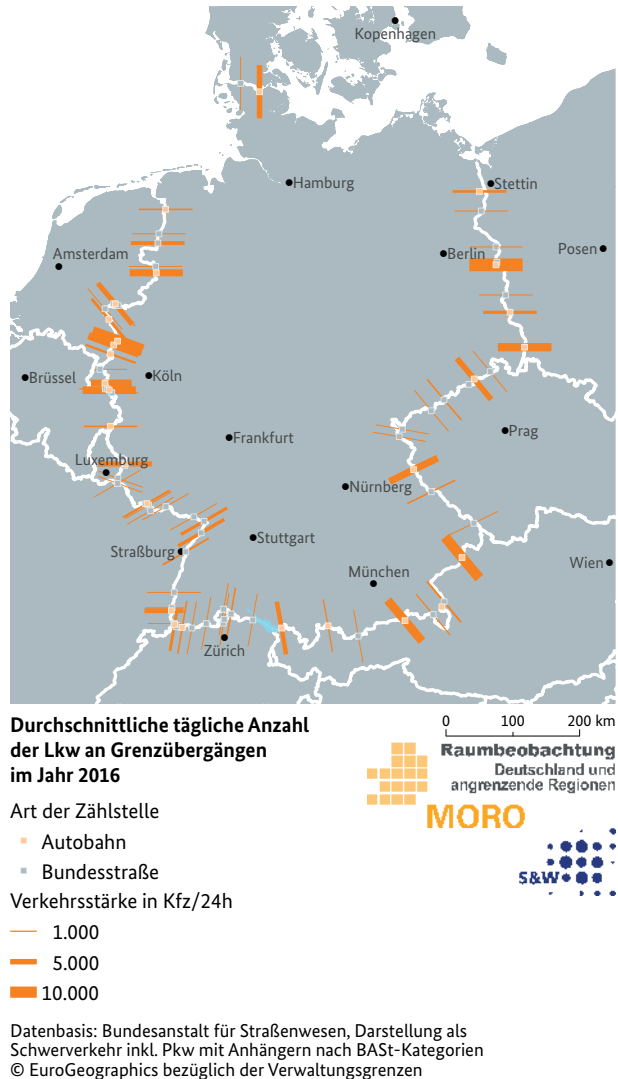 Kopenhagen
Hamburg
Stettin
Amsterdam
Berlin
Posen
Brüssel
Köln
Frankfurt
Prag
Luxemburg
Nürnberg
Stuttgart
Straßburg
München
Wien
Zürich
Durchschnittliche tägliche Anzahl
der Lkw an Grenzübergängen
im Jahr 2016
0 100 200 km
Raumbeobachtung
Deutschland und
angrenzende Regionen
MORO
S&W
Art der Zählstelle
Autobahn
Bundesstraße
Verkehrsstärke in Kfz/24h
1.000
5.000
10.000
Datenbasis: Bundesanstalt für Straßenwesen, Darstellung als
Schwerverkehr inkl. Pkw mit Anhängern nach BASt-Kategorien
© EuroGeographics bezüglich der Verwaltungsgrenzen